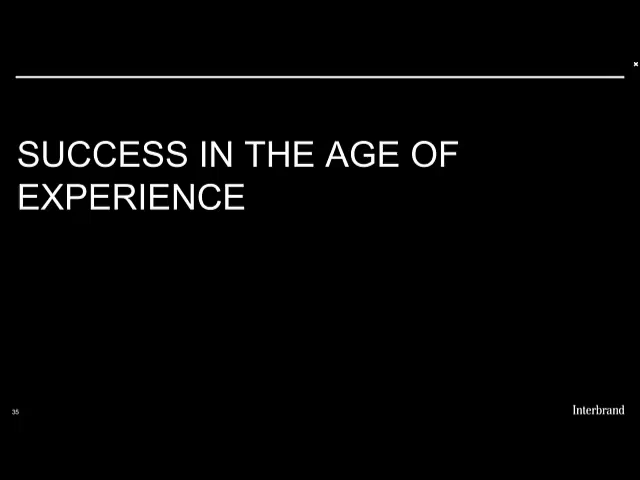 SUCCESS IN THE AGE OF
EXPERIENCE
35
Interbrand